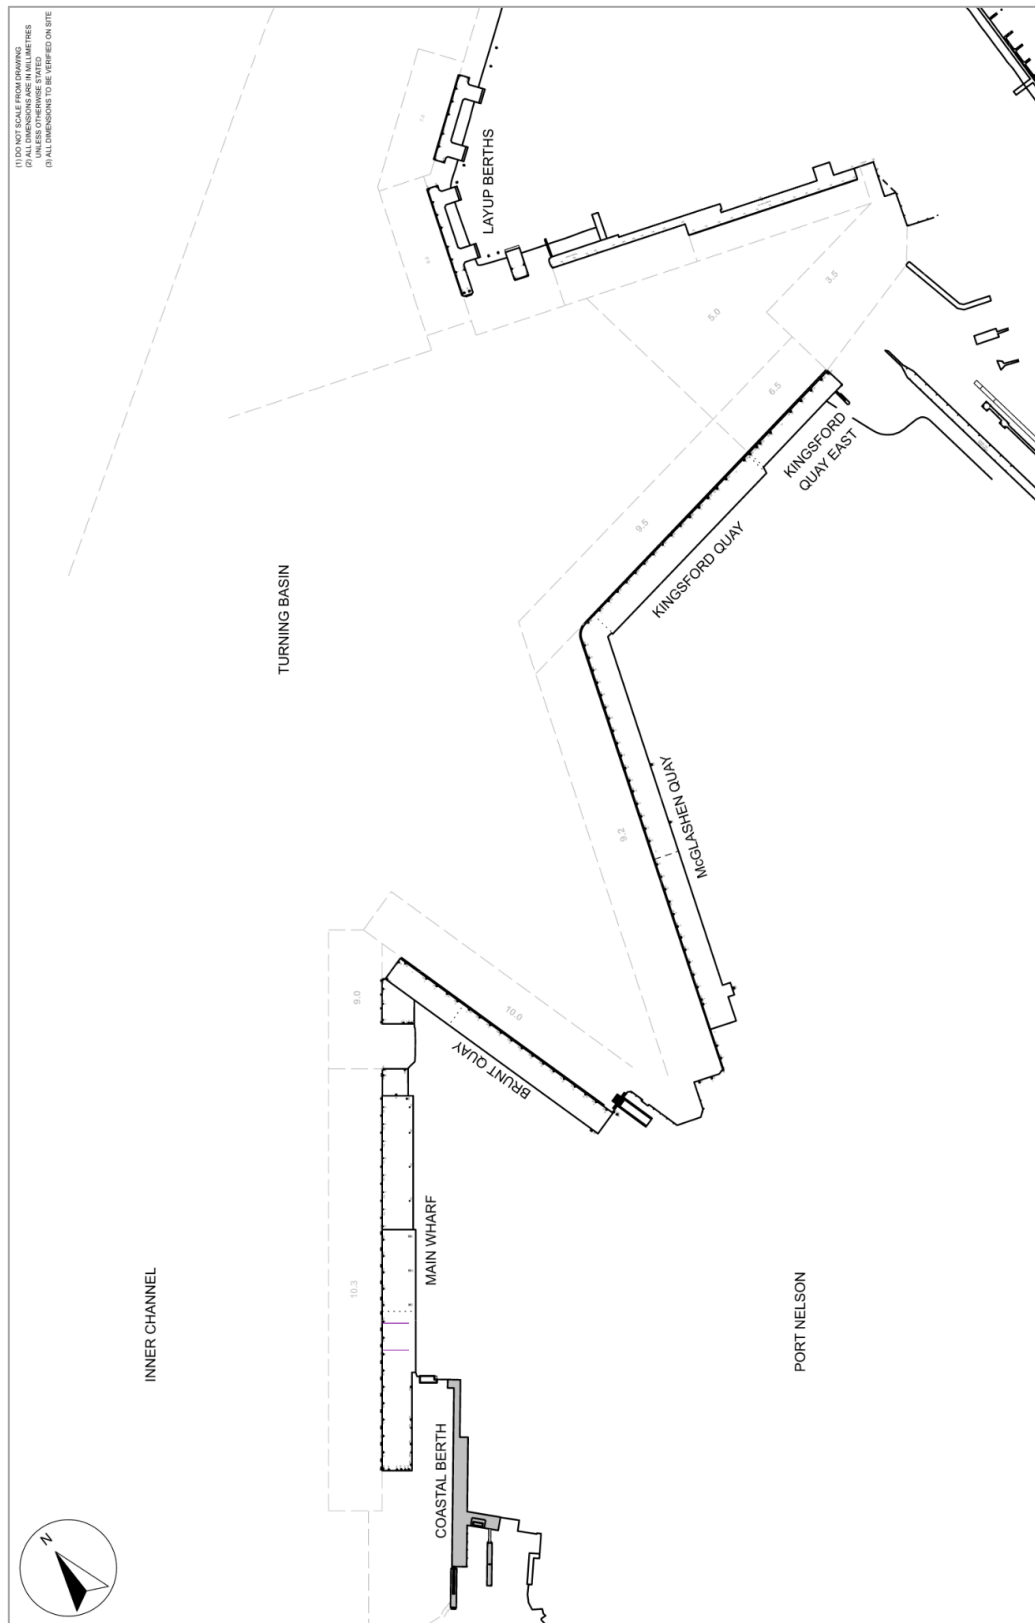 (1) DO NOT SCALE FROM DRAWING
(2) ALL DIMENSIONS ARE IN MILLIMETRES
UNLESS OTHERWISE STATED
(3) ALL DIMENSIONS TO BE VERIFIED ON SITE
LAYUP BERTHS
3.5
5.0
6.5
KINGSFORD
QUAY EAST
9.5
KINGSFORD QUAY
TURNING BASIN
McGLASHEN QUAY
9.2
9.0
10.0
BRUNT QUAY
MAIN WHARF
10.3
INNER CHANNEL
PORT NELSON
COASTAL BERTH
N